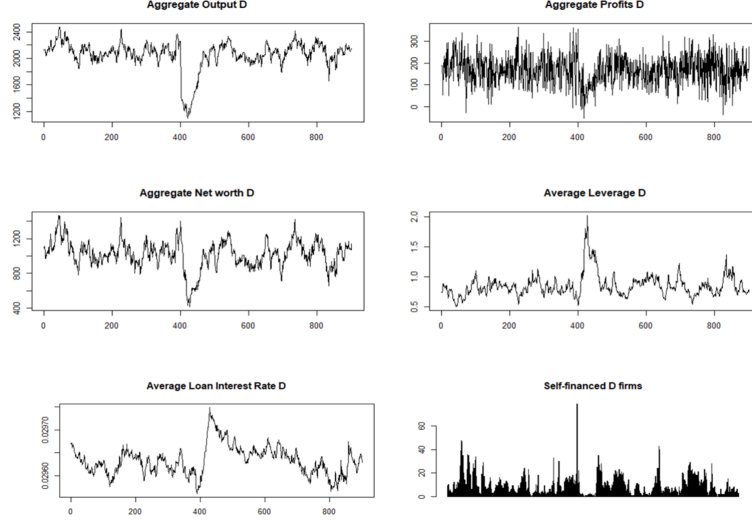 Aggregate Output D
2400
2000
1600
1200
0 200 400 600 800
Aggregate Profits D
300
200
100
0
0 200 400 600 800
Aggregate Net worth D
1200
800
400
0 200 400 600 800
Average Leverage D
2.0
1.5
1.0
0.5
0 200 400 600 800
Average Loan Interest Rate D
0.02970
0.02960
0 200 400 600 800
Self-financed D firms
60
40
20
0